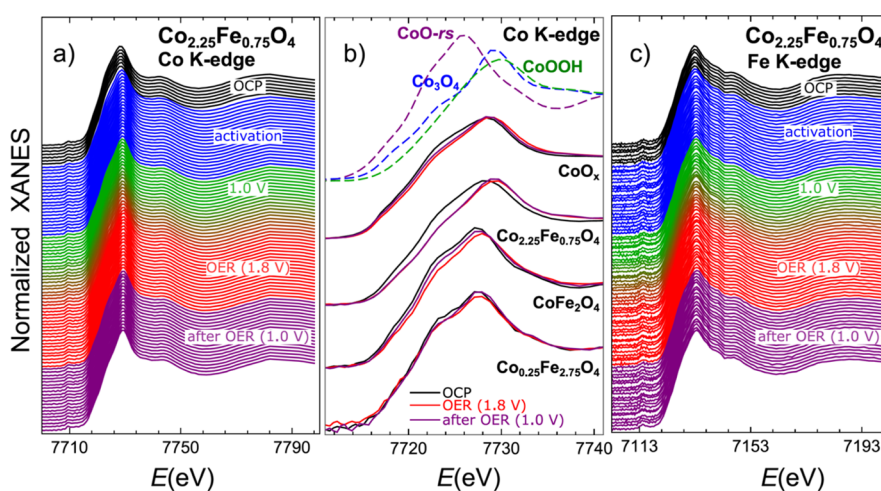 Normalized XANES
a)
Co2.25Fe0.75O4
Co K-edge
OCP
activation
1.0 V
OER (1.8 V)
after OER (1.0 V)
7710 7750 7790
E(eV)
b)
CoO-rs
Co K-edge
Co3O4
CoOOH
CoOx
Co2.25Fe0.75O4
CoFe2O4
Co0.25Fe2.75O4
OCP
OER (1.8 V)
after OER (1.0 V)
7720 7730 7740
E(eV)
c)
Co2.25Fe0.75O4
Fe K-edge
OCP
activation
1.0 V
OER (1.8 V)
after OER (1.0 V)
7113 7153 7193
E(eV)